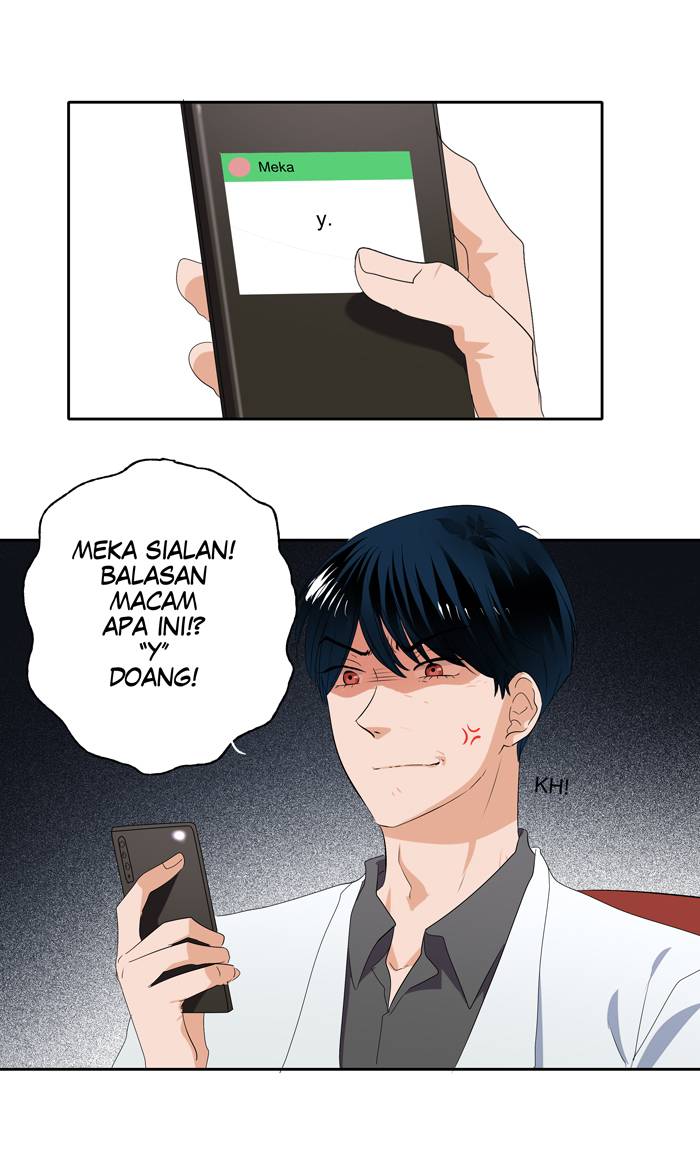 Meka
y.
MEKA SIALAN!
BALASAN
MACAM
APA INI!?
"Y"
DOANG!
KH!